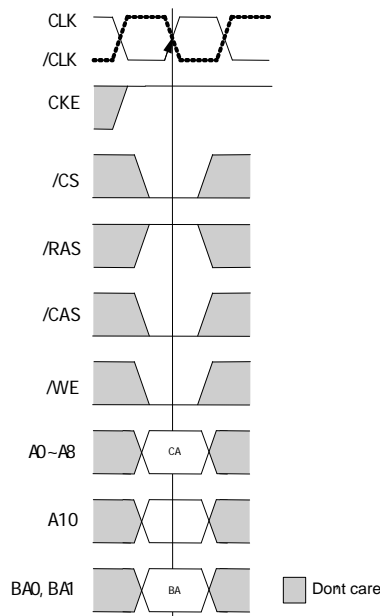 CLK
/CLK
CKE
/CS
/RAS
/CAS
/WE
A0~A8
CA
A10
BA0, BA1
BA
Dont care